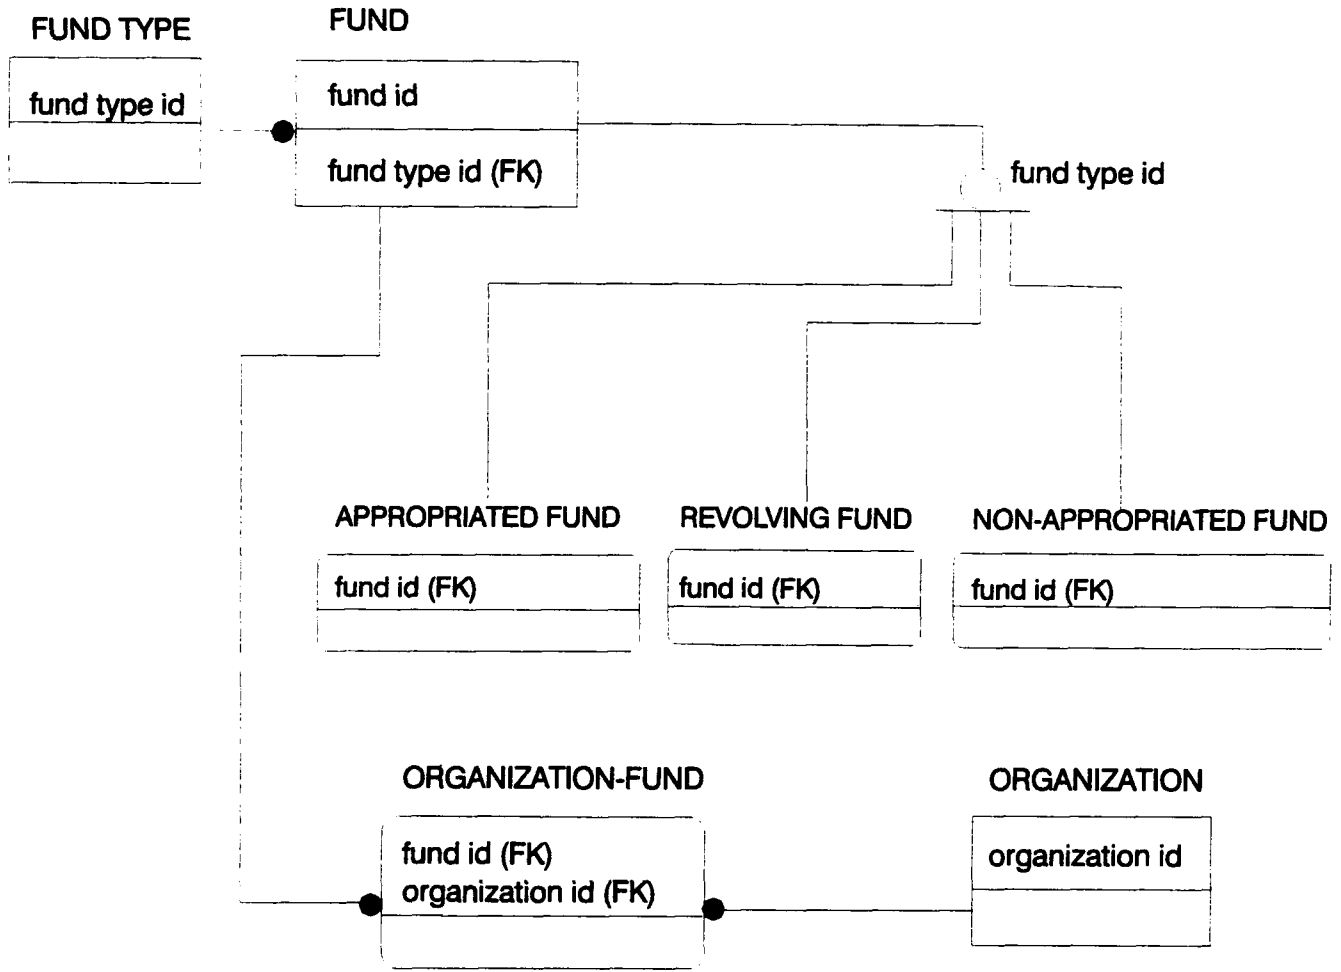 FUND TYPE
fund type id
FUND
fund id
fund type id (FK)
fund type id
APPROPRIATED FUND
fund id (FK)
REVOLVING FUND
fund id (FK)
NON-APPROPRIATED FUND
fund id (FK)
ORGANIZATION-FUND
fund id (FK)
organization id (FK)
ORGANIZATION
organization id